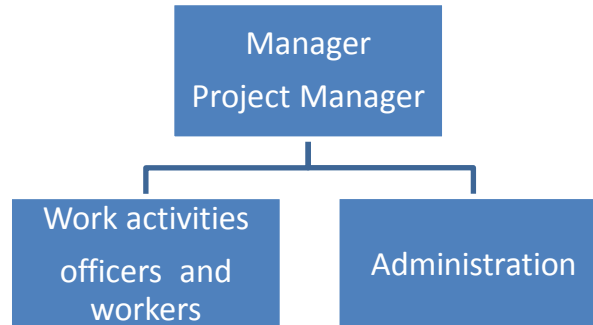 Manager
Project Manager
Work activities
officers and
workers
Administration